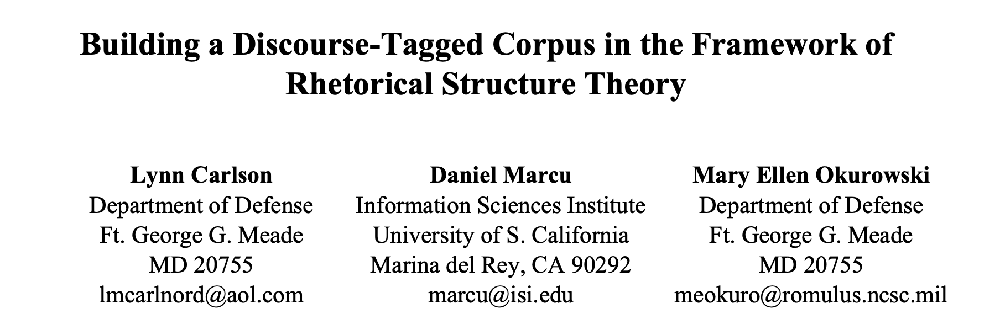 Building a Discourse-Tagged Corpus in the Framework of
Rhetorical Structure Theory
Lynn Carlson
Department of Defense
Ft. George G. Meade
MD 20755
lmcarlnord@aol.com
Daniel Marcu
Information Sciences Institute
University of S. California
Marina del Rey, CA 90292
marcu@isi.edu
Mary Ellen Okurowski
Department of Defense
Ft. George G. Meade
MD 20755
meokuro@romulus.ncsc.mil